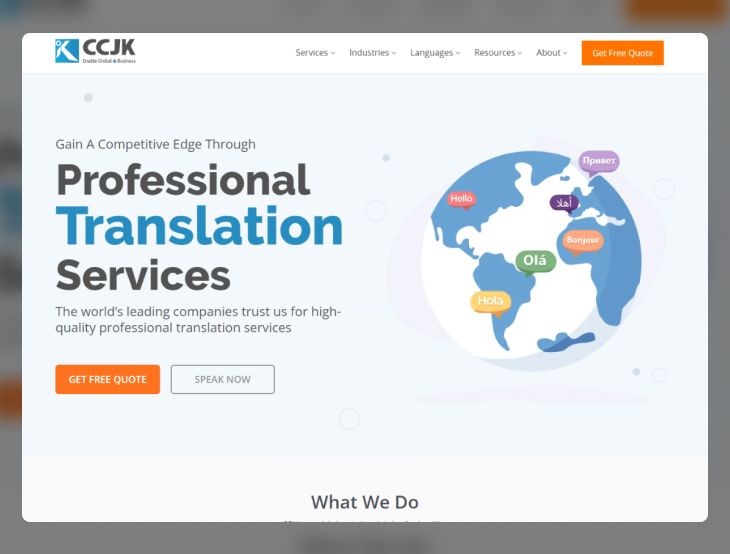 CCJK
Enable Global e-Business
Services
Industries
Languages
Resources
About
Get Free Quote
Gain A Competitive Edge Through
Professional
Translation
Services
The world's leading companies trust us for high-
quality professional translation services
GET FREE QUOTE
SPEAK NOW
Привет
Hello
أهلا
Bonjour
Olá
Hola
What We Do